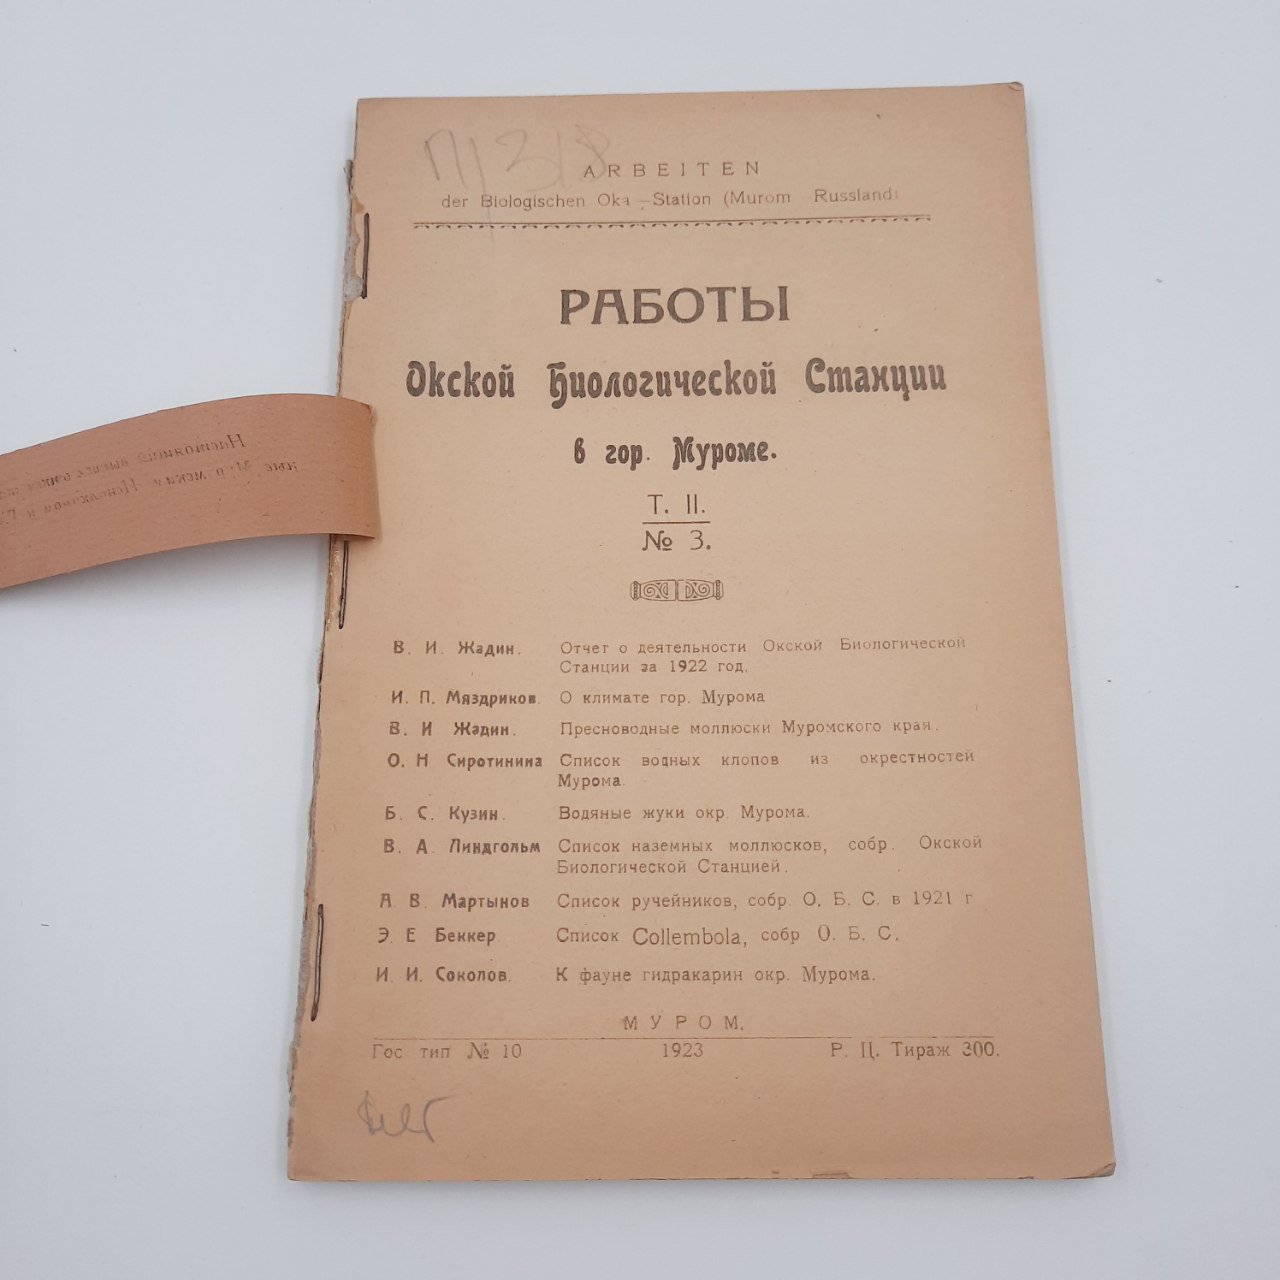 ARBEITEN
der Biologischen Oka—Station (Murom Russland)
РАБОТЫ
Окской Биологической Станции
в гор. Муроме.
Т. II.
№ 3.
В. И. Жадин. Отчет о деятельности Окской Биологической
Станции за 1922 год.
И. П. Мяздриков. О климате гор. Мурома
В. И Жадин. Пресноводные моллюски Муромского края.
О. Н Сиротинина Список водных клопов из окрестностей
Мурома.
Б. С. Кузин. Водяные жуки окр. Мурома.
В. А. Линдгольм Список наземных моллюсков, собр. Окской
Биологической Станцией.
А. В. Мартынов Список ручейников, собр. О. Б. С. в 1921 г
Э. Е Беккер Список Collembola, собр О. Б. С.
И. И. Соколов. К фауне гидракарин окр. Мурома.
МУРОМ.
Гос тип № 10 1923 Р. Ц. Тираж 300.
Настоящий выпуск